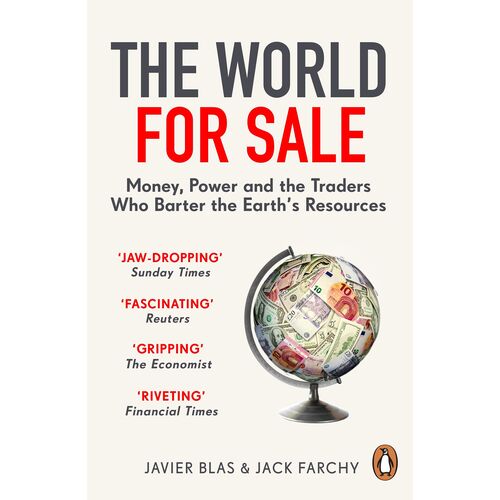 THE WORLD
FOR SALE
Money, Power and the Traders
Who Barter the Earth's Resources
'JAW-DROPPING'
Sunday Times
'FASCINATING'
Reuters
'GRIPPING'
The Economist
'RIVETING'
Financial Times
JAVIER BLAS & JACK FARCHY